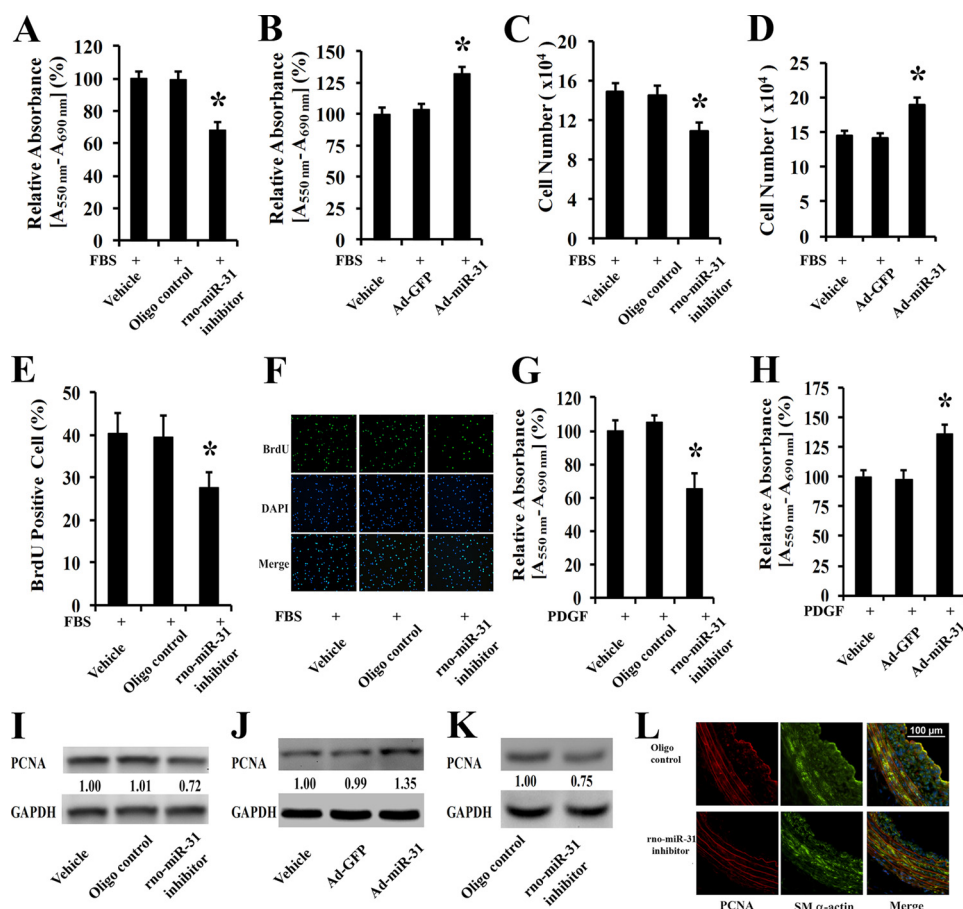 A
Relative Absorbance
[A550 nm- A690 nm] (%)
120
100
80
60
40
20
0
*
FBS + + +
Vehicle
Oligo control
rno-miR-31
inhibitor
B
Relative Absorbance
[A550 nm- A690 nm] (%)
150
125
100
75
50
25
0
*
FBS + + +
Vehicle
Ad-GFP
Ad-miR-31
C
Cell Number ( x10⁴)
20
16
12
8
4
0
*
FBS + + +
Vehicle
Oligo control
rno-miR-31
inhibitor
D
Cell Number ( x10⁴)
25
20
15
10
5
0
*
FBS + + +
Vehicle
Ad-GFP
Ad-miR-31
E
BrdU Positive Cell (%)
50
40
30
20
10
0
*
FBS + + +
Vehicle
Oligo control
rno-miR-31
inhibitor
F
BrdU
DAPI
Merge
FBS + + +
Vehicle
Oligo control
rno-miR-31
inhibitor
G
Relative Absorbance
[A550 nm- A690 nm] (%)
120
100
80
60
40
20
0
*
PDGF + + +
Vehicle
Oligo control
rno-miR-31
inhibitor
H
Relative Absorbance
[A550 nm- A690 nm] (%)
175
150
125
100
75
50
25
0
*
PDGF + + +
Vehicle
Ad-GFP
Ad-miR-31
I
PCNA
1.00 1.01 0.72
GAPDH
Vehicle
Oligo control
rno-miR-31
inhibitor
J
PCNA
1.00 0.99 1.35
GAPDH
Vehicle
Ad-GFP
Ad-miR-31
K
PCNA
1.00 0.75
GAPDH
Oligo control
rno-miR-31
inhibitor
L
100 µm
Oligo
control
rno-miR-31
inhibitor
PCNA SM α-actin Merge